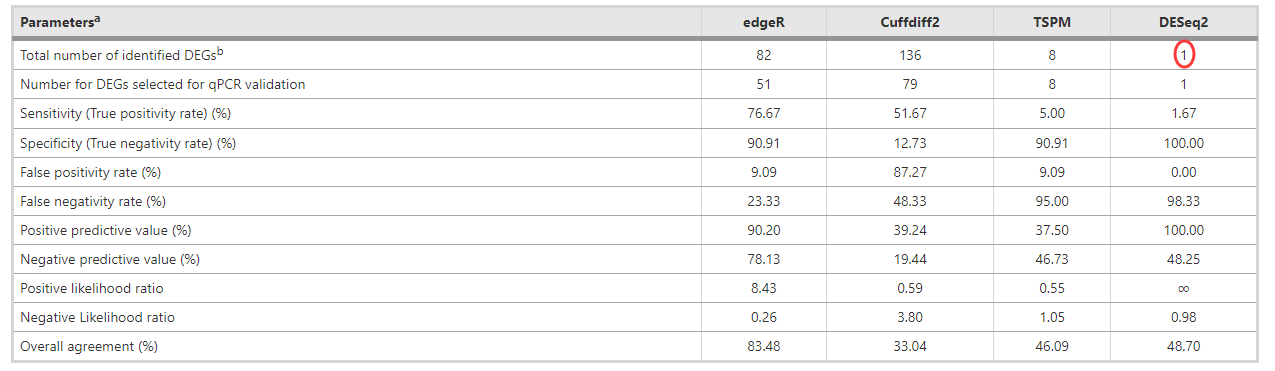 Parametersa edgeR Cuffdiff2 TSPM DESeq2
Total number of identified DEGsb 82 136 8 1
Number for DEGs selected for qPCR validation 51 79 8 1
Sensitivity (True positivity rate) (%) 76.67 51.67 5.00 1.67
Specificity (True negativity rate) (%) 90.91 12.73 90.91 100.00
False positivity rate (%) 9.09 87.27 9.09 0.00
False negativity rate (%) 23.33 48.33 95.00 98.33
Positive predictive value (%) 90.20 39.24 37.50 100.00
Negative predictive value (%) 78.13 19.44 46.73 48.25
Positive likelihood ratio 8.43 0.59 0.55 ∞
Negative Likelihood ratio 0.26 3.80 1.05 0.98
Overall agreement (%) 83.48 33.04 46.09 48.70